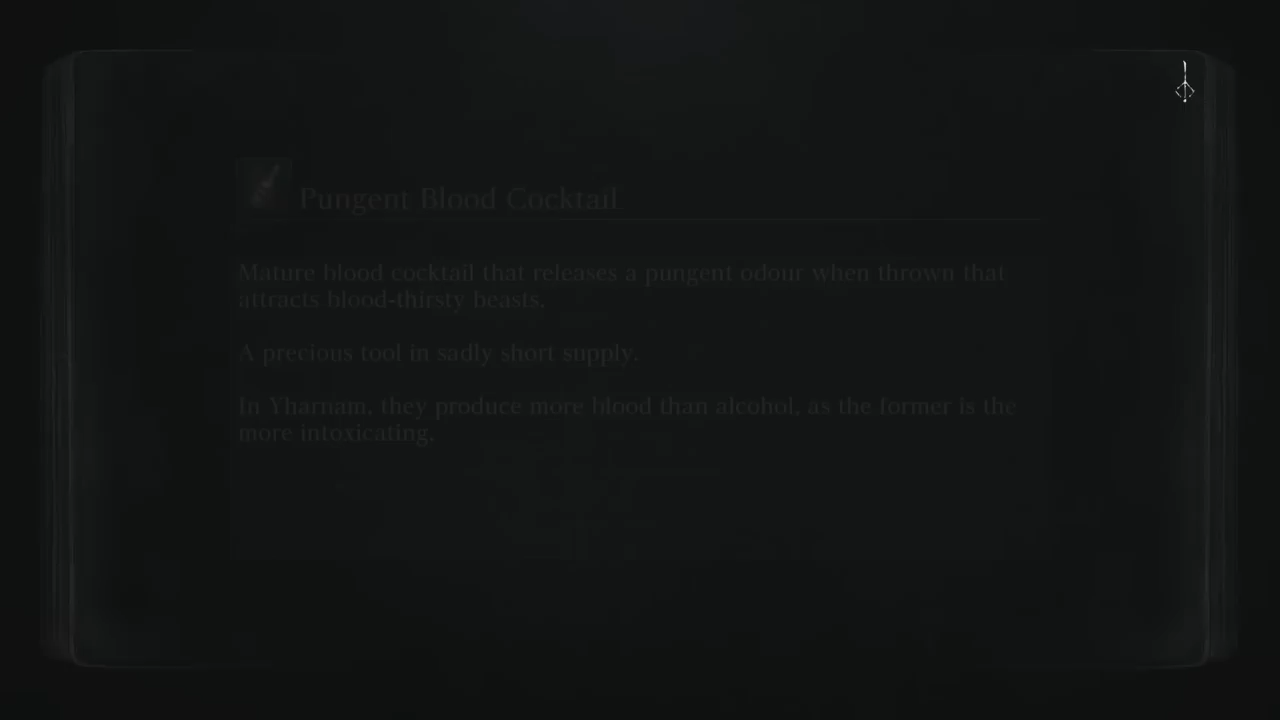 Pungent Blood Cocktail
Mature blood cocktail that releases a pungent odour when thrown that
attracts blood-thirsty beasts.
A precious tool in sadly short supply.
In Yharnam, they produce more blood than alcohol, as the former is the
more intoxicating.